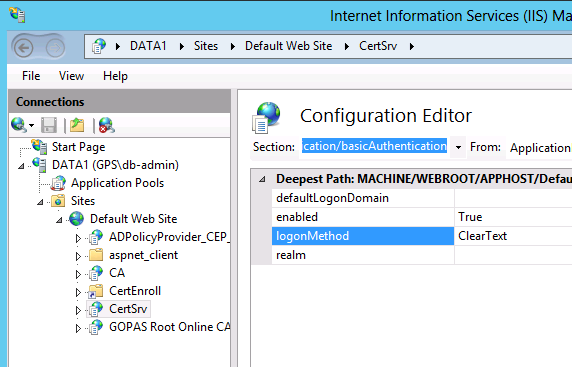 Internet Information Services (IIS) Ma
DATA1
Sites
Default Web Site
CertSrv
File View Help
Connections
Start Page
DATA1 (GPS\db-admin)
Application Pools
Sites
Default Web Site
ADPolicyProvider_CEP_
aspnet_client
CA
CertEnroll
CertSrv
GOPAS Root Online CA
Configuration Editor
Section: cation/basicAuthentication From: Application
Deepest Path: MACHINE/WEBROOT/APPHOST/Defau
defaultLogonDomain
enabled True
logonMethod ClearText
realm